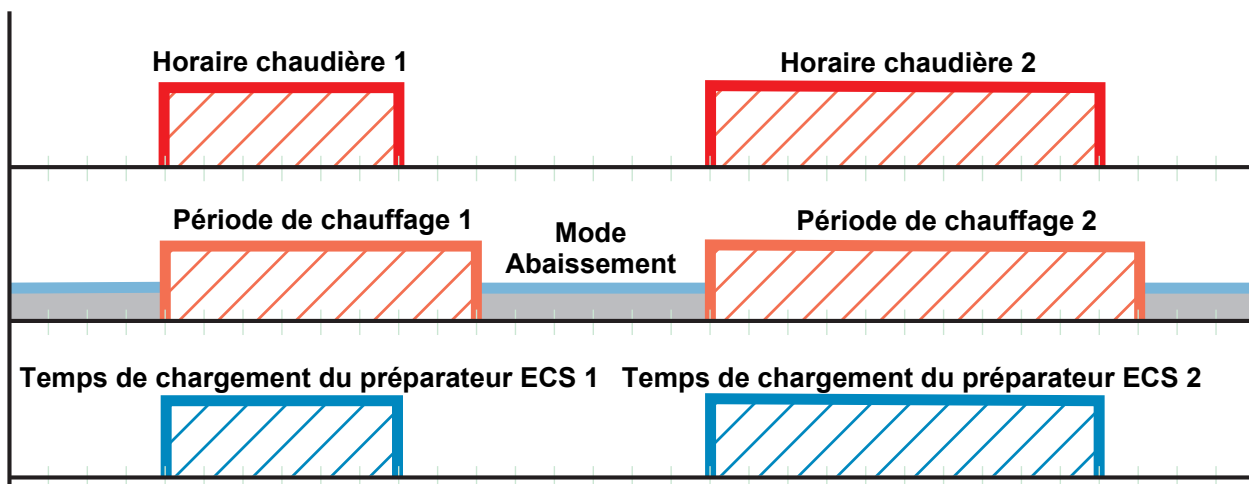 Horaire chaudière 1
Horaire chaudière 2
Période de chauffage 1
Mode
Abaissement
Période de chauffage 2
Temps de chargement du préparateur ECS 1
Temps de chargement du préparateur ECS 2